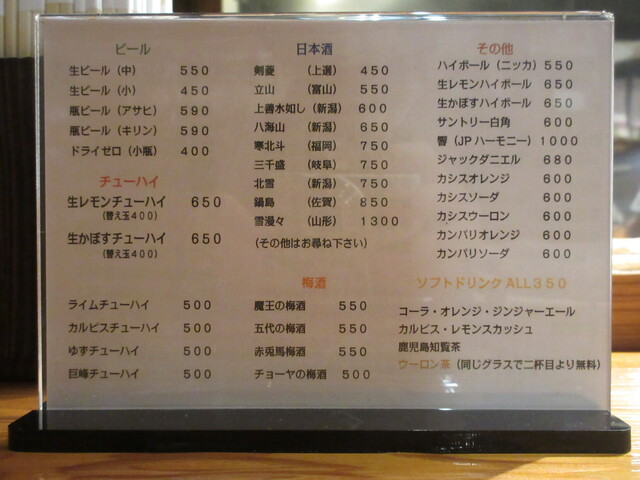 ビール
生ビール（中） 550
生ビール（小） 450
瓶ビール（アサヒ） 590
瓶ビール（キリン） 590
ドライゼロ（小瓶） 400
チューハイ
生レモンチューハイ 650
（替え玉400）
生かぼすチューハイ 650
（替え玉400）
ライムチューハイ 500
カルピスチューハイ 500
ゆずチューハイ 500
巨峰チューハイ 500
日本酒
剣菱 （上選） 450
立山 （富山） 550
上善水如し（新潟） 600
八海山 （新潟） 650
寒北斗 （福岡） 750
三千盛 （岐阜） 750
北雪 （新潟） 750
鍋島 （佐賀） 850
雪漫々 （山形） 1300
（その他はお尋ね下さい）
梅酒
魔王の梅酒 550
五代の梅酒 550
赤兎馬梅酒 550
チョーヤの梅酒 500
その他
ハイボール（ニッカ） 550
生レモンハイボール 650
生かぼすハイボール 650
サントリー白角 600
響（JPハーモニー） 1000
ジャックダニエル 680
カシスオレンジ 600
カシスソーダ 600
カシスウーロン 600
カンパリオレンジ 600
カンパリソーダ 600
ソフトドリンク ALL350
コーラ・オレンジ・ジンジャーエール
カルピス・レモンスカッシュ
鹿児島知覧茶
ウーロン茶（同じグラスで二杯目より無料）